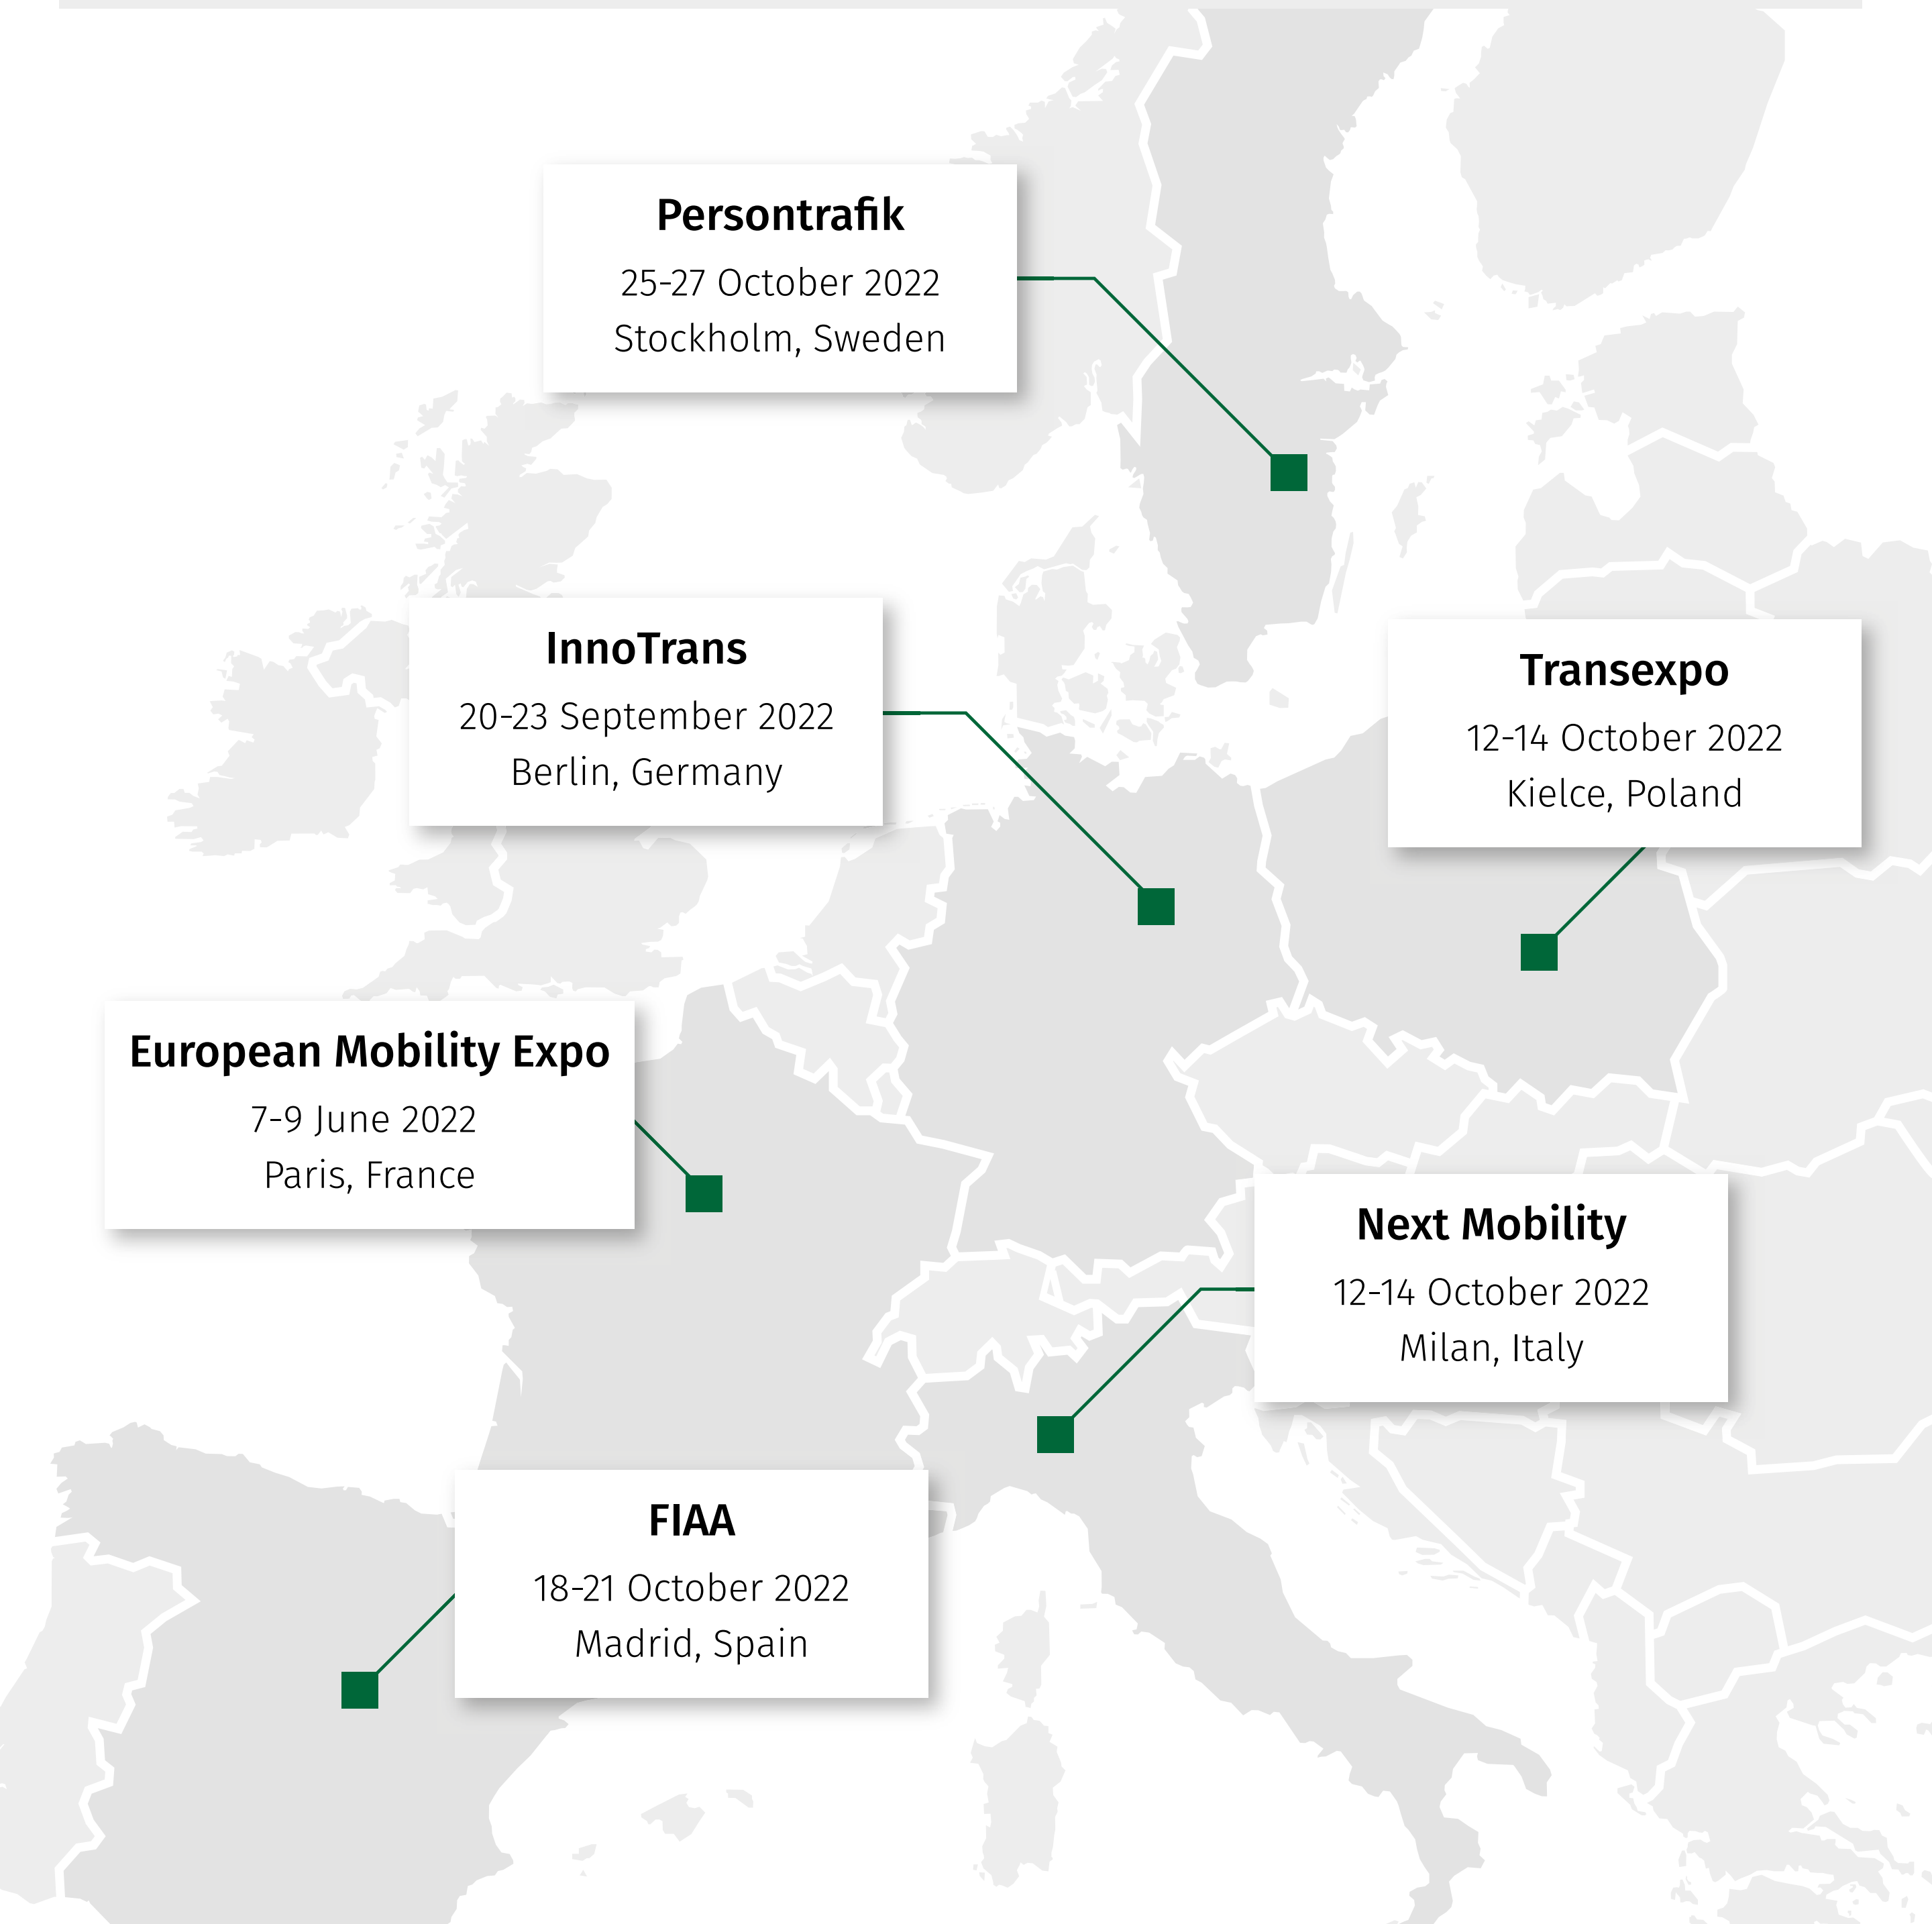 Persontrafik
25-27 October 2022
Stockholm, Sweden
InnoTrans
20-23 September 2022
Berlin, Germany
Transexpo
12-14 October 2022
Kielce, Poland
European Mobility Expo
7-9 June 2022
Paris, France
Next Mobility
12-14 October 2022
Milan, Italy
FIAA
18-21 October 2022
Madrid, Spain